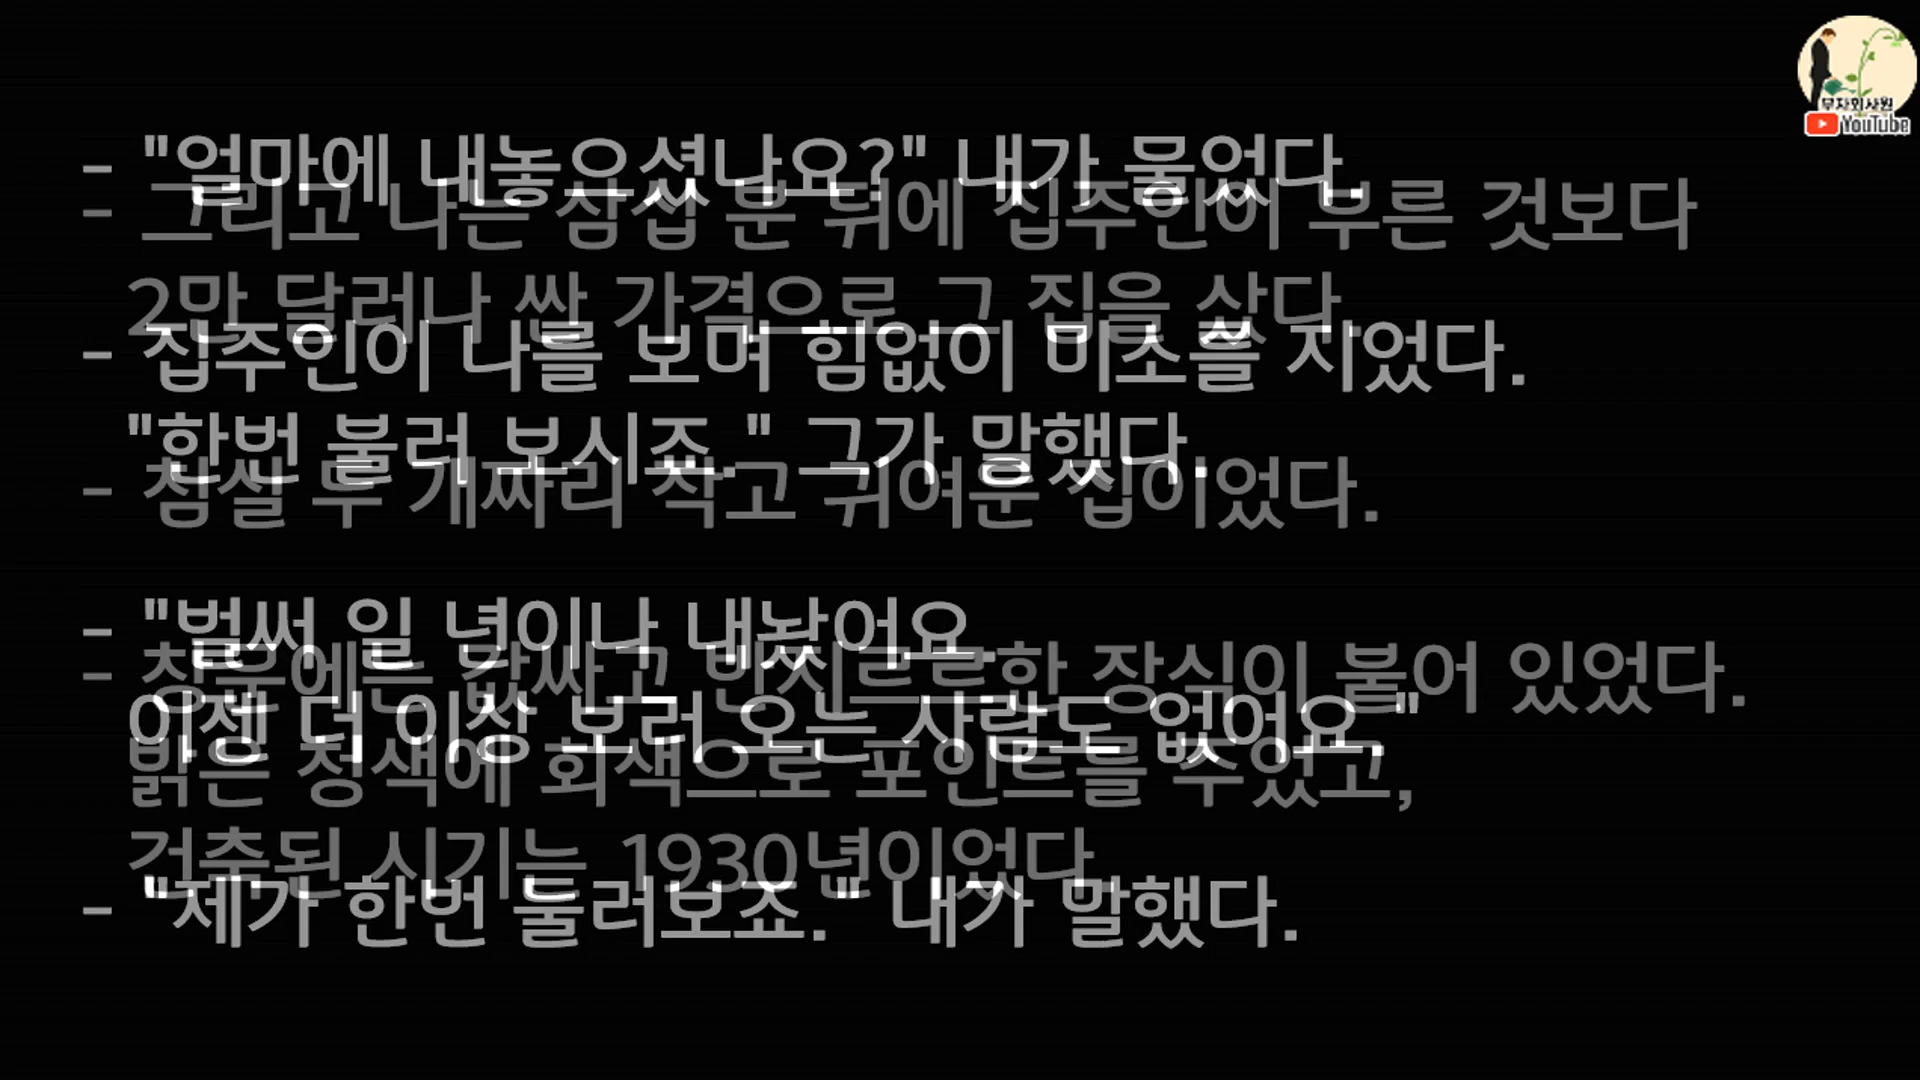 - "얼마에 내놓으셨나요?" 내가 물었다.
- 그리고 나는 삼십 분 뒤에 집주인이 부른 것보다
2만 달러나 싼 가격으로 그 집을 샀다.
- 집주인이 나를 보며 힘없이 미소를 지었다.
"한번 불러 보시죠." 그가 말했다.
- 침실 두 개짜리 작고 귀여운 집이었다.
- "벌써 일 년이나 내놨어요.
- 창문에는 값싸고 번지르르한 장식이 붙어 있었다.
이젠 더 이상 보러 오는 사람도 없어요."
밝은 청색에 회색으로 포인트를 주었고,
건축된 시기는 1930년이었다.
- "제가 한번 둘러보죠." 내가 말했다.
부자회사원
YouTube